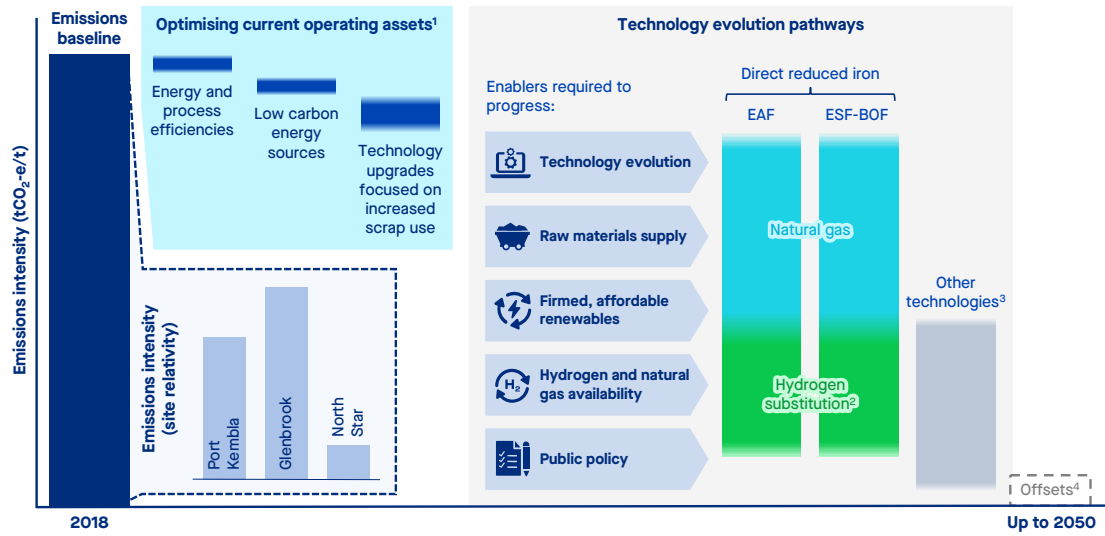 Emissions
baseline
Optimising current operating assets¹
Technology evolution pathways
Energy and
process
efficiencies
Low carbon
energy
sources
Technology
upgrades
focused on
increased
scrap use
Enablers required to
progress:
Direct reduced iron
EAF
ESF-BOF
Technology evolution
Raw materials supply
Firmed, affordable
renewables
H₂
Hydrogen and natural
gas availability
Public policy
Natural gas
Hydrogen
substitution²
Other
technologies³
Offsets⁴
Emissions intensity (tCO₂-e/t)
Emissions intensity
(site relativity)
Port
Kembla
Glenbrook
North
Star
2018
Up to 2050